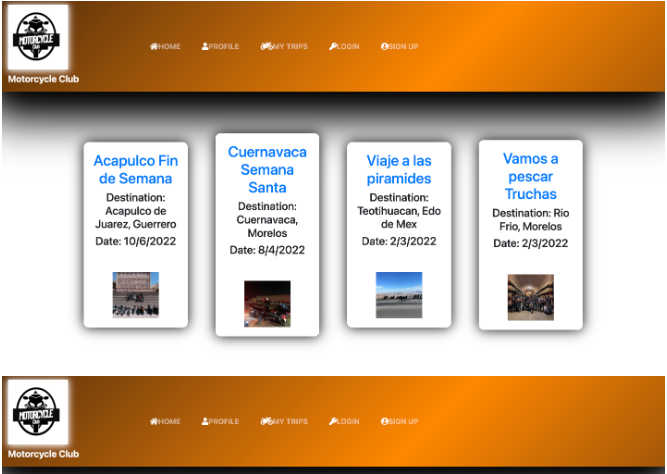 MOTORCYCLE
Club
Motorcycle Club
HOME PROFILE MY TRIPS LOGIN SIGN UP
Acapulco Fin
de Semana
Destination:
Acapulco de
Juarez, Guerrero
Date: 10/6/2022
Cuernavaca
Semana
Santa
Destination:
Cuernavaca,
Morelos
Date: 8/4/2022
Viaje a las
piramides
Destination:
Teotihuacan, Edo
de Mex
Date: 2/3/2022
Vamos a
pescar
Truchas
Destination: Rio
Frio, Morelos
Date: 2/3/2022
MOTORCYCLE
Club
Motorcycle Club
HOME PROFILE MY TRIPS LOGIN SIGN UP